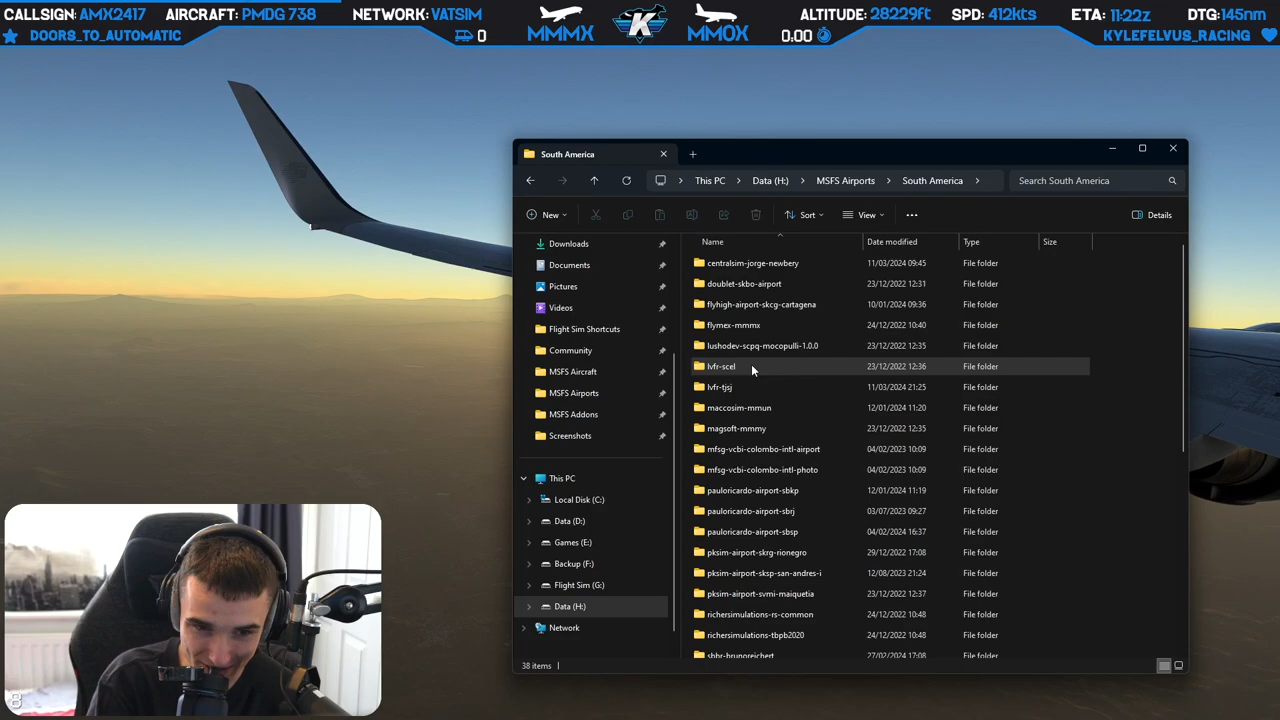 CALLSIGN: AMX2417 AIRCRAFT: PMDG 738 NETWORK: VATSIM ALTITUDE: 28229ft SPD: 412kts ETA: 11:22z DTG: 145nm
DOORS_TO_AUTOMATIC 0 MMMX K MMOX 0:00 KYLEFELVUS_RACING
South America
This PC Data (H:) MSFS Airports South America Search South America
New Sort View Details
Name Date modified Type Size
Downloads
Documents
Pictures
Videos
Flight Sim Shortcuts
Community
MSFS Aircraft
MSFS Airports
MSFS Addons
Screenshots
This PC
Local Disk (C:)
Data (D:)
Games (E:)
Backup (F:)
Flight Sim (G:)
Data (H:)
Network
centralsim-jorge-newbery 11/03/2024 09:45 File folder
doublet-skbo-airport 23/12/2022 12:31 File folder
flyhigh-airport-skcg-cartagena 10/01/2024 09:36 File folder
flymex-mmmx 24/12/2022 10:40 File folder
lushodev-scpq-mocopulli-1.0.0 23/12/2022 12:35 File folder
lvfr-scel 23/12/2022 12:36 File folder
lvfr-tjsj 11/03/2024 21:25 File folder
maccosim-mmun 12/01/2024 11:20 File folder
magsoft-mmmy 23/12/2022 12:35 File folder
mfsg-vcbi-colombo-intl-airport 04/02/2023 10:09 File folder
mfsg-vcbi-colombo-intl-photo 04/02/2023 10:09 File folder
pauloricardo-airport-sbkp 12/01/2024 11:19 File folder
pauloricardo-airport-sbrj 03/07/2023 09:27 File folder
pauloricardo-airport-sbsp 04/02/2024 16:37 File folder
pksim-airport-skrg-rionegro 29/12/2022 17:08 File folder
pksim-airport-sksp-san-andres-i 12/08/2023 21:24 File folder
pksim-airport-svmi-maiquetia 23/12/2022 12:37 File folder
richersimulations-rs-common 24/12/2022 10:48 File folder
richersimulations-tbpb2020 24/12/2022 10:48 File folder
sbbr-brunoreichert 27/02/2024 17:08 File folder
38 items
8